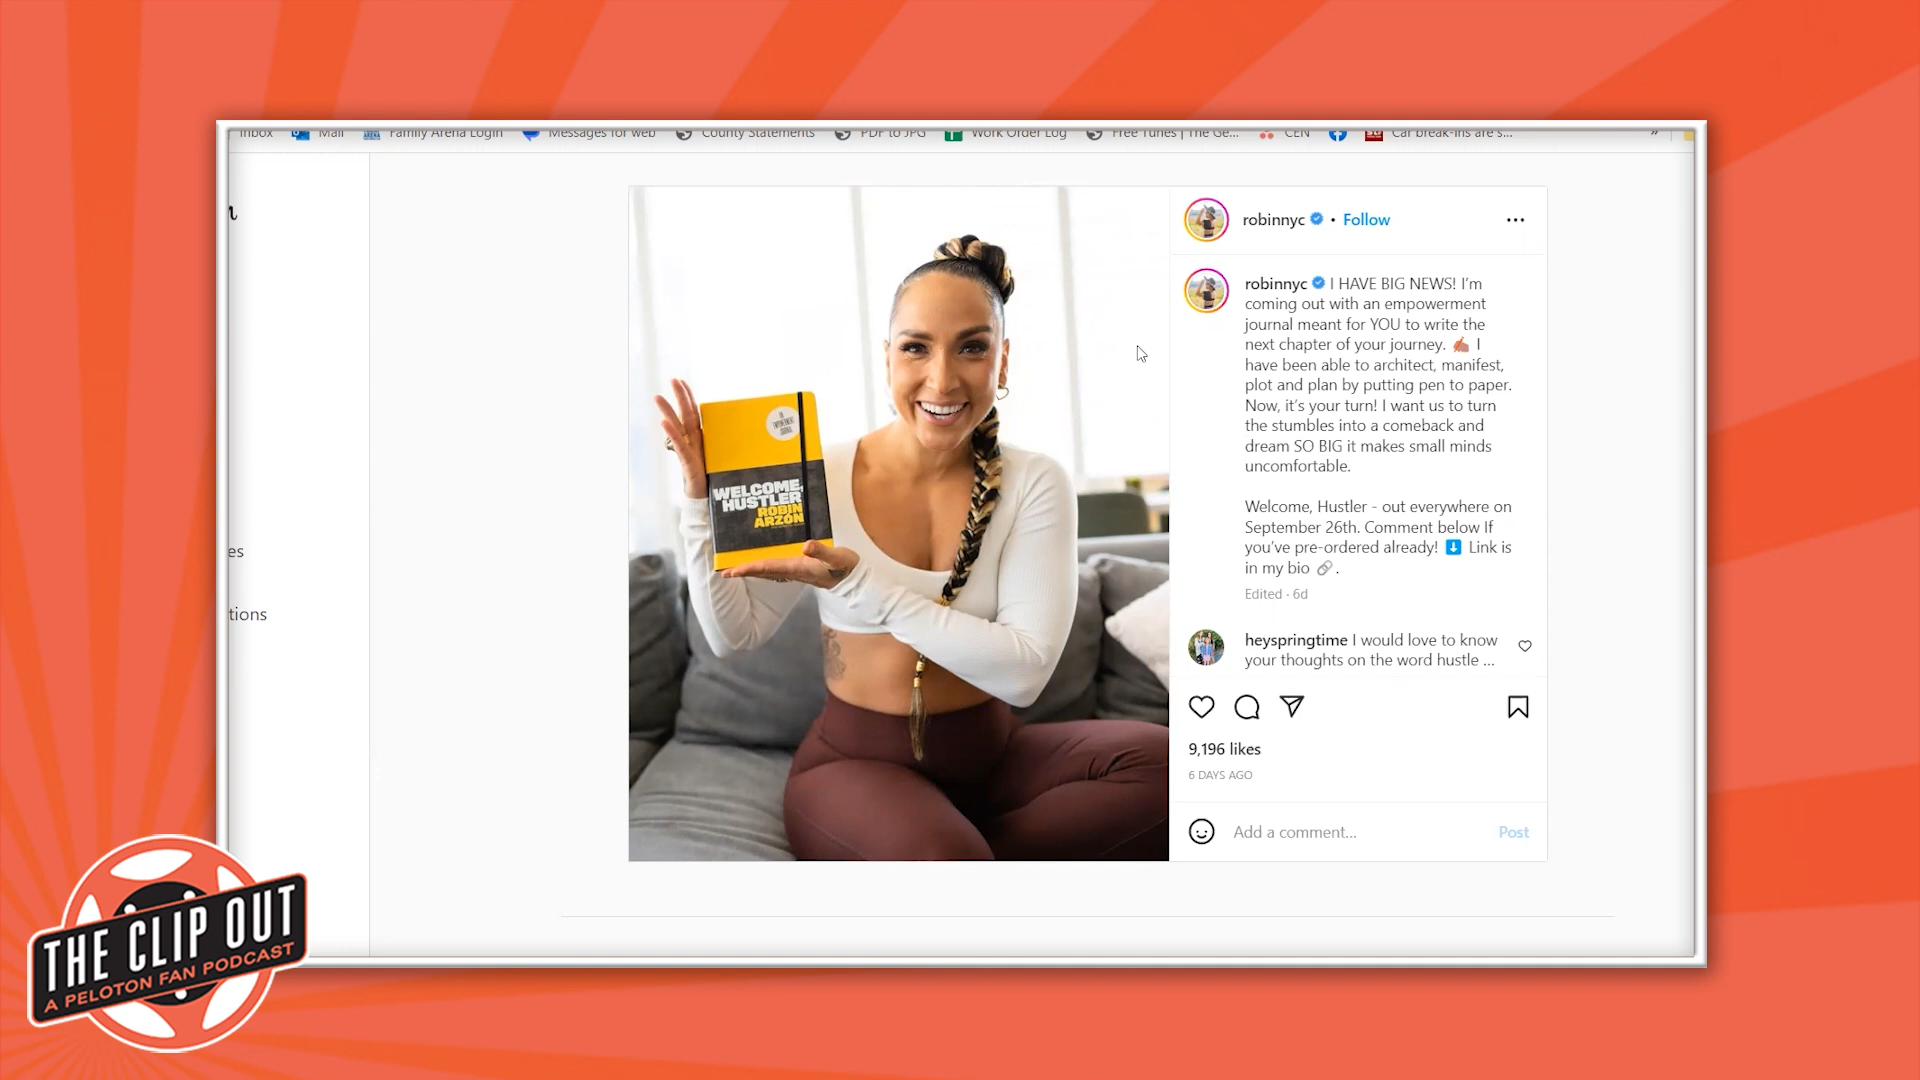 Inbox Mail Family Arena Login Messages for web County Statements PDF to JPG Work Order Log Free Tunes | The Ge... CEN Car break-ins are s... »
es
tions
AN
EMPOWERMENT
JOURNAL
WELCOME,
HUSTLER
ROBIN
ARZÓN
robinnyc • Follow
robinnyc I HAVE BIG NEWS! I'm
coming out with an empowerment
journal meant for YOU to write the
next chapter of your journey. ✍🏽 I
have been able to architect, manifest,
plot and plan by putting pen to paper.
Now, it's your turn! I want us to turn
the stumbles into a comeback and
dream SO BIG it makes small minds
uncomfortable.
Welcome, Hustler - out everywhere on
September 26th. Comment below If
you've pre-ordered already! ⬇️ Link is
in my bio 🔗.
Edited · 6d
heyspringtime I would love to know
your thoughts on the word hustle ...
9,196 likes
6 DAYS AGO
Add a comment... Post
THE CLIP OUT
A PELOTON FAN PODCAST